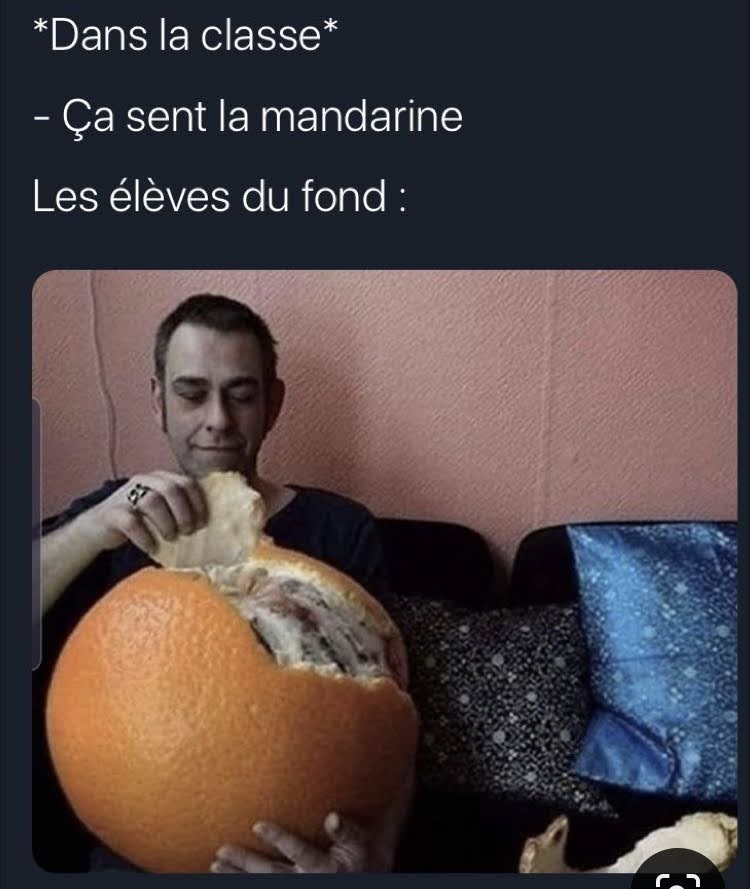 *Dans la classe*
- Ça sent la mandarine
Les élèves du fond :